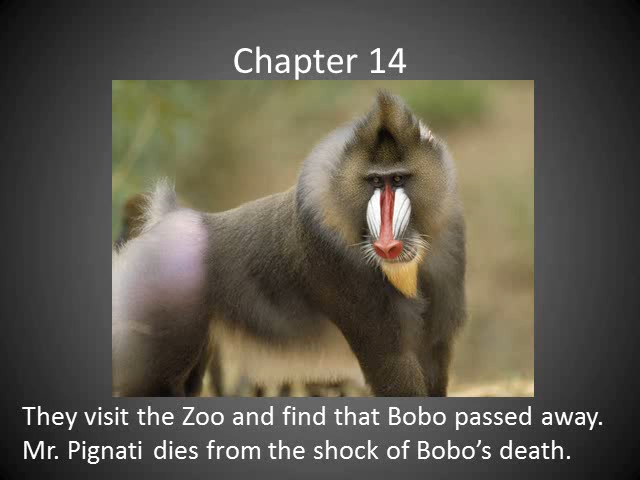 Chapter 14
They visit the Zoo and find that Bobo passed away.
Mr. Pignati dies from the shock of Bobo’s death.